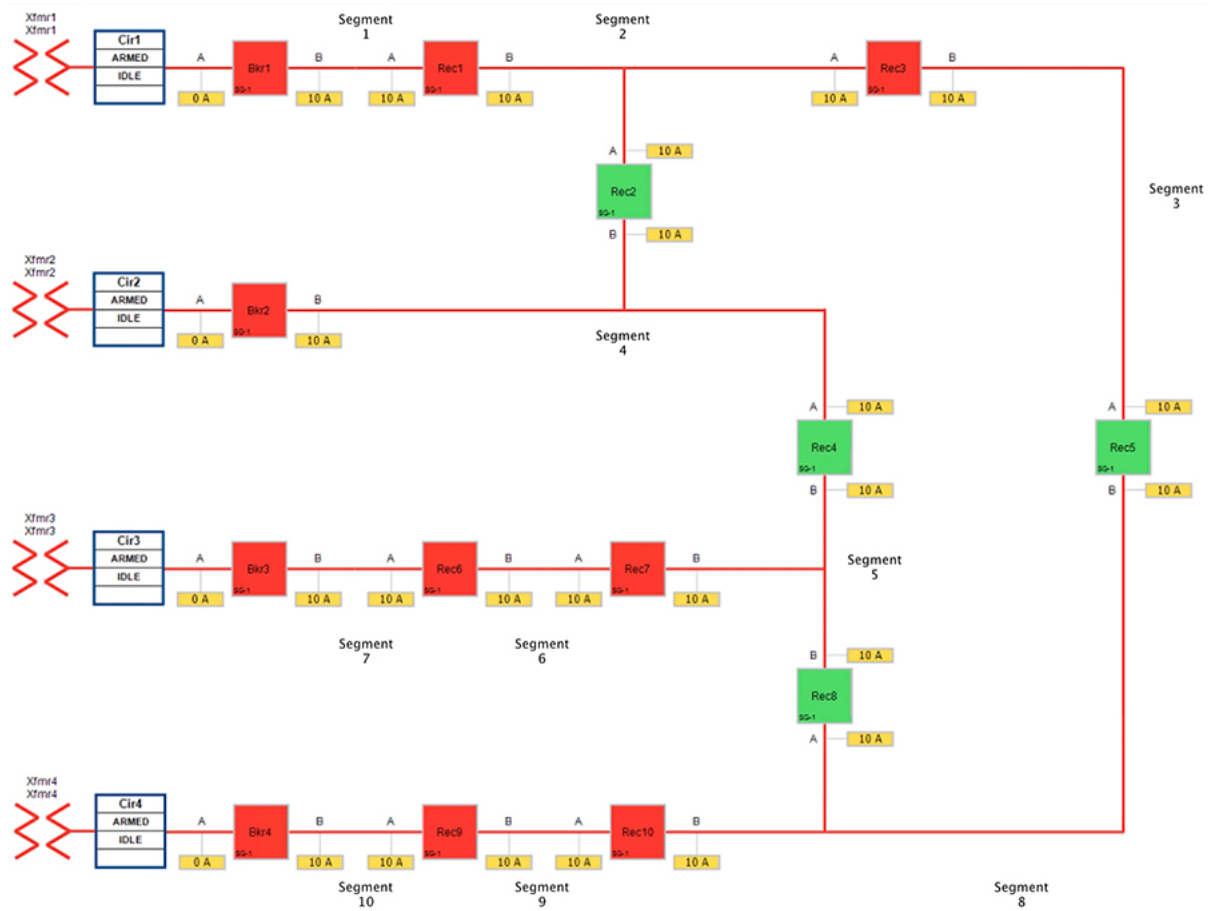 Xfmr1
Xfmr1
Cir1
ARMED
IDLE
A
Bkr1
SG-1
B
0 A
10 A
Segment
1
A
Rec1
SG-1
B
10 A
10 A
Segment
2
A
Rec3
SG-1
B
10 A
10 A
A
10 A
Rec2
SG-1
B
10 A
Segment
3
Xfmr2
Xfmr2
Cir2
ARMED
IDLE
A
Bkr2
SG-1
B
0 A
10 A
Segment
4
A
10 A
Rec4
SG-1
B
10 A
A
10 A
Rec5
SG-1
B
10 A
Xfmr3
Xfmr3
Cir3
ARMED
IDLE
A
Bkr3
SG-1
B
0 A
10 A
A
Rec6
SG-1
B
10 A
10 A
A
Rec7
SG-1
B
10 A
10 A
Segment
5
Segment
7
Segment
6
B
10 A
Rec8
SG-1
A
10 A
Xfmr4
Xfmr4
Cir4
ARMED
IDLE
A
Bkr4
SG-1
B
0 A
10 A
A
Rec9
SG-1
B
10 A
10 A
A
Rec10
SG-1
B
10 A
10 A
Segment
10
Segment
9
Segment
8